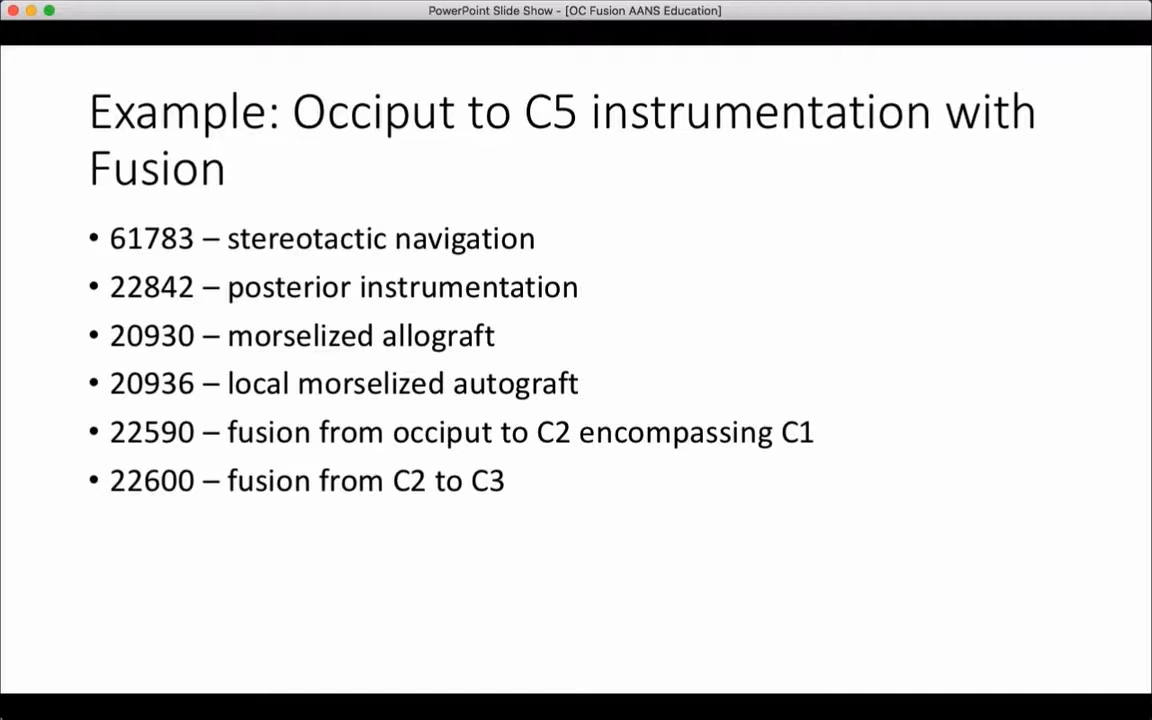 PowerPoint Slide Show - [OC Fusion AANS Education]
Example: Occiput to C5 instrumentation with
Fusion
• 61783 – stereotactic navigation
• 22842 – posterior instrumentation
• 20930 – morselized allograft
• 20936 – local morselized autograft
• 22590 – fusion from occiput to C2 encompassing C1
• 22600 – fusion from C2 to C3